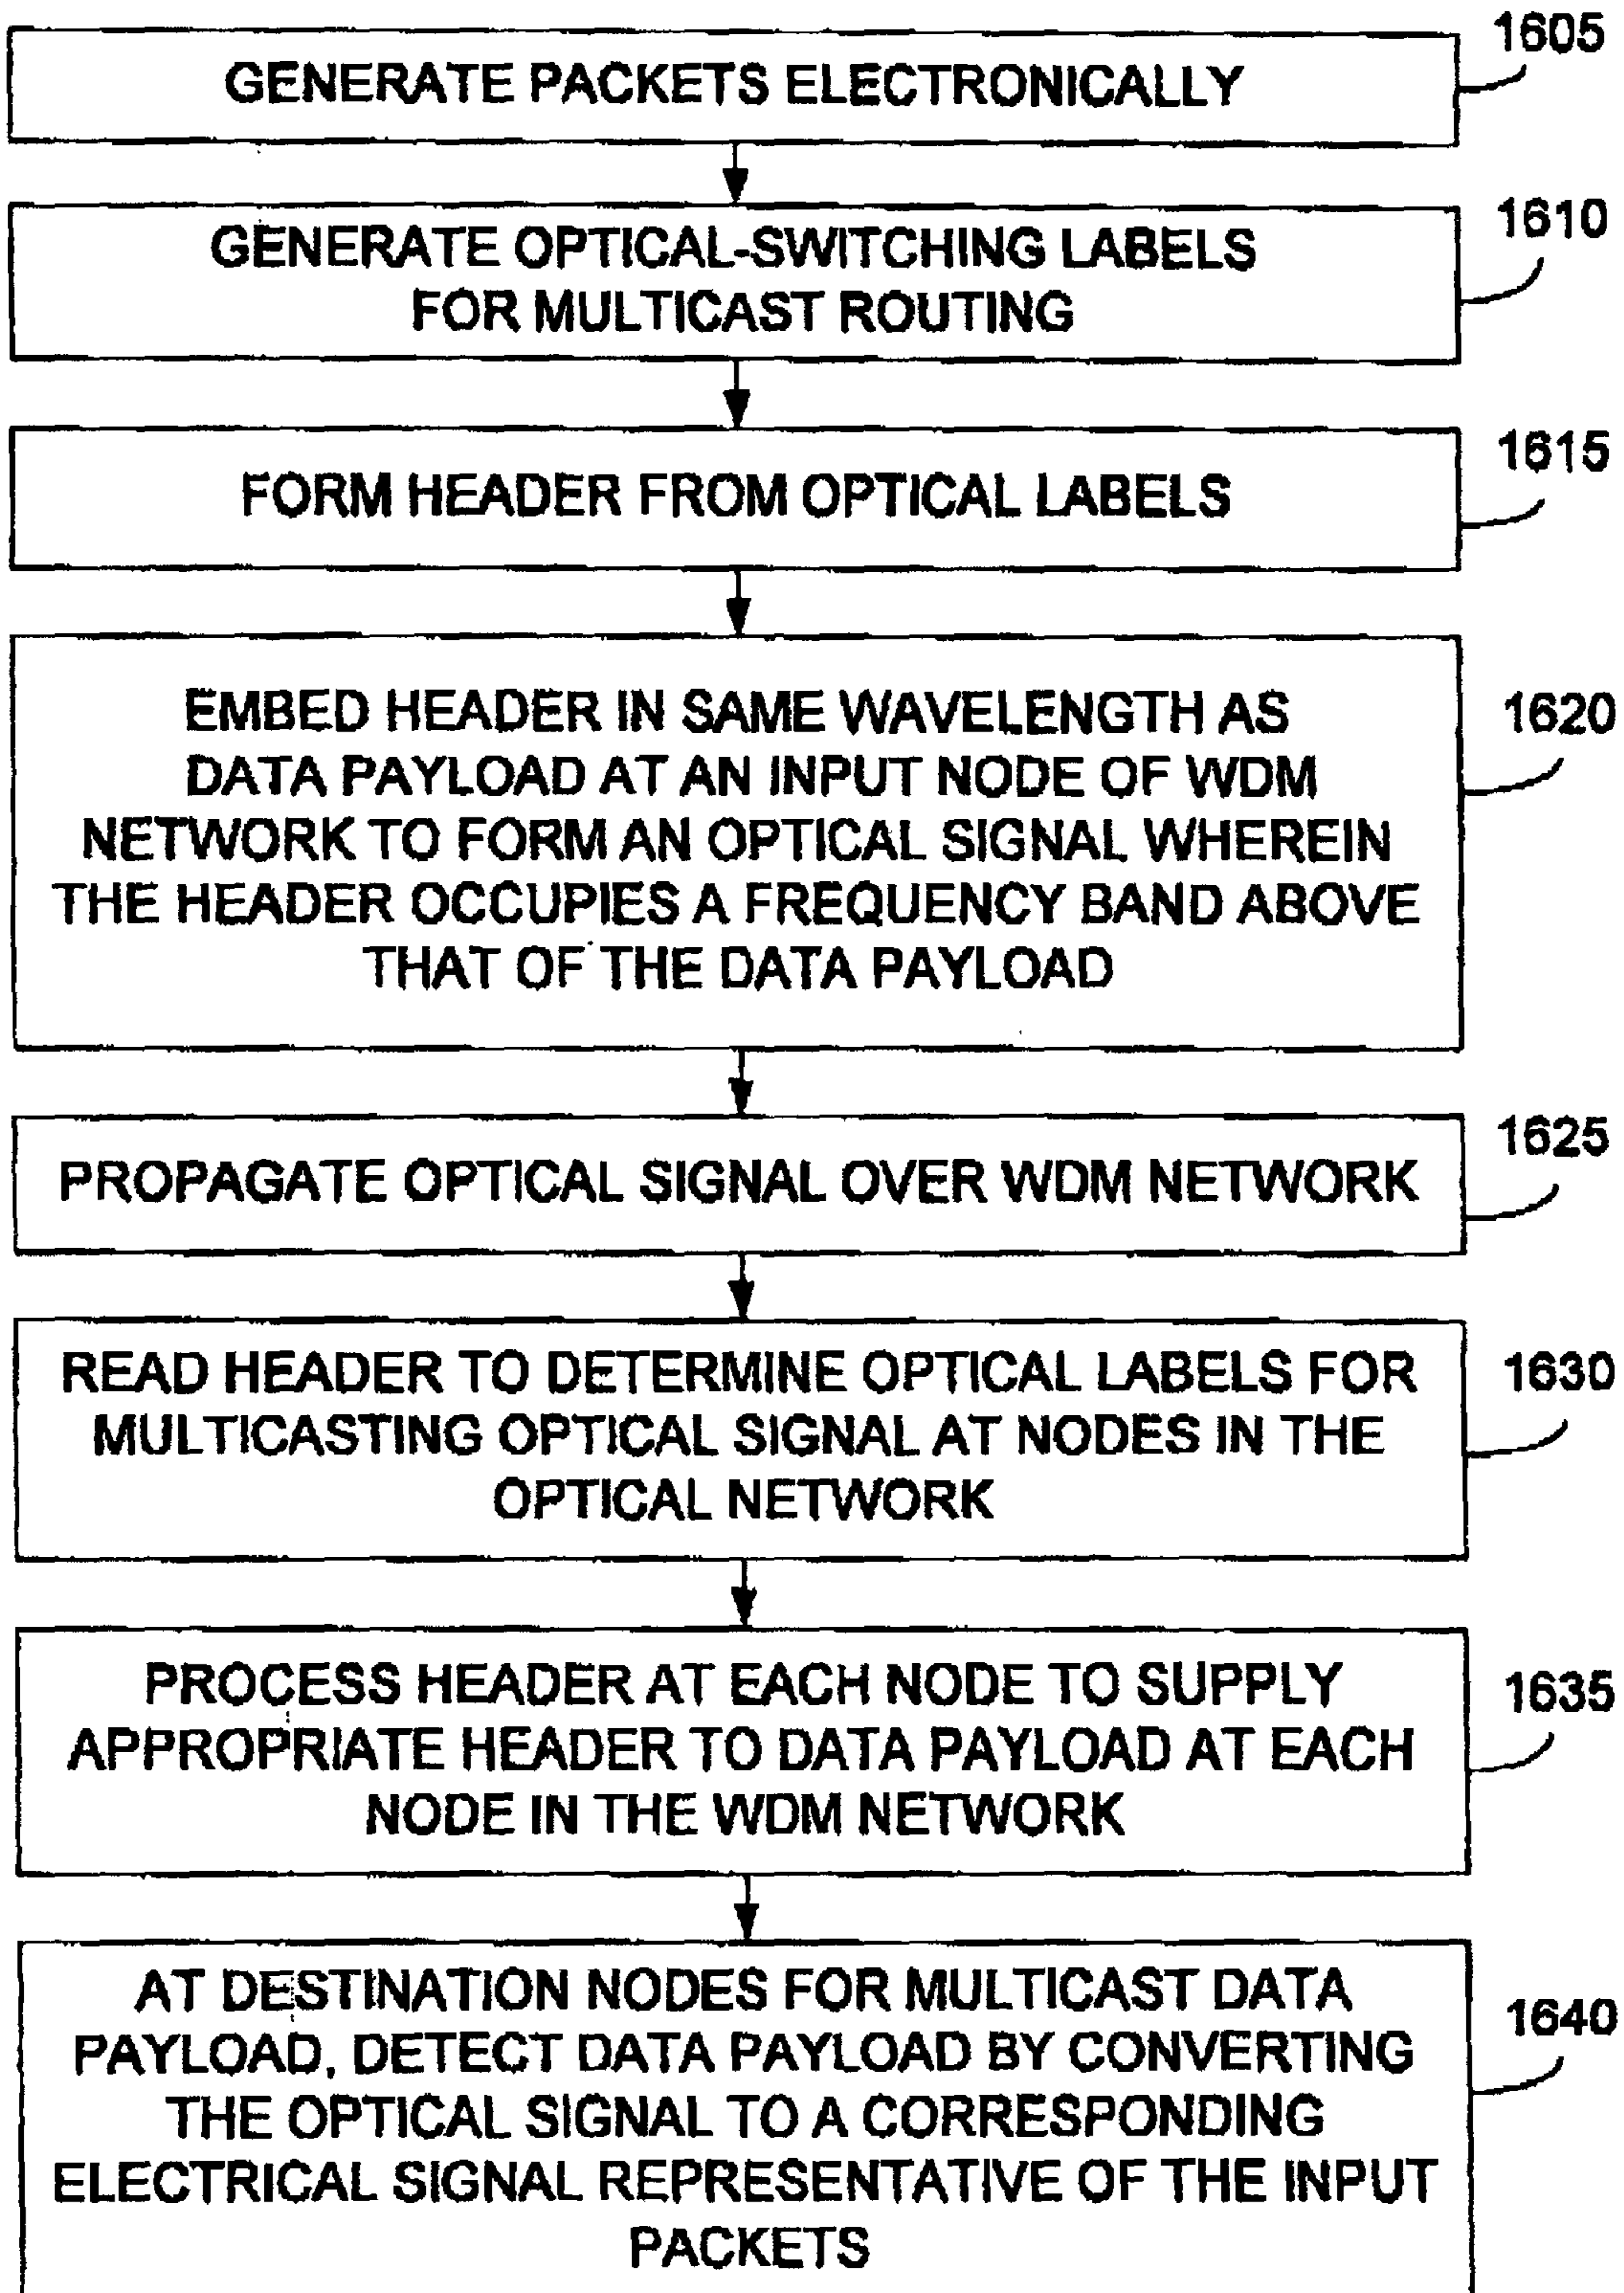 1605
GENERATE PACKETS ELECTRONICALLY
1610
GENERATE OPTICAL-SWITCHING LABELS
FOR MULTICAST ROUTING
1615
FORM HEADER FROM OPTICAL LABELS
1620
EMBED HEADER IN SAME WAVELENGTH AS
DATA PAYLOAD AT AN INPUT NODE OF WDM
NETWORK TO FORM AN OPTICAL SIGNAL WHEREIN
THE HEADER OCCUPIES A FREQUENCY BAND ABOVE
THAT OF THE DATA PAYLOAD
1625
PROPAGATE OPTICAL SIGNAL OVER WDM NETWORK
1630
READ HEADER TO DETERMINE OPTICAL LABELS FOR
MULTICASTING OPTICAL SIGNAL AT NODES IN THE
OPTICAL NETWORK
1635
PROCESS HEADER AT EACH NODE TO SUPPLY
APPROPRIATE HEADER TO DATA PAYLOAD AT EACH
NODE IN THE WDM NETWORK
1640
AT DESTINATION NODES FOR MULTICAST DATA
PAYLOAD, DETECT DATA PAYLOAD BY CONVERTING
THE OPTICAL SIGNAL TO A CORRESPONDING
ELECTRICAL SIGNAL REPRESENTATIVE OF THE INPUT
PACKETS